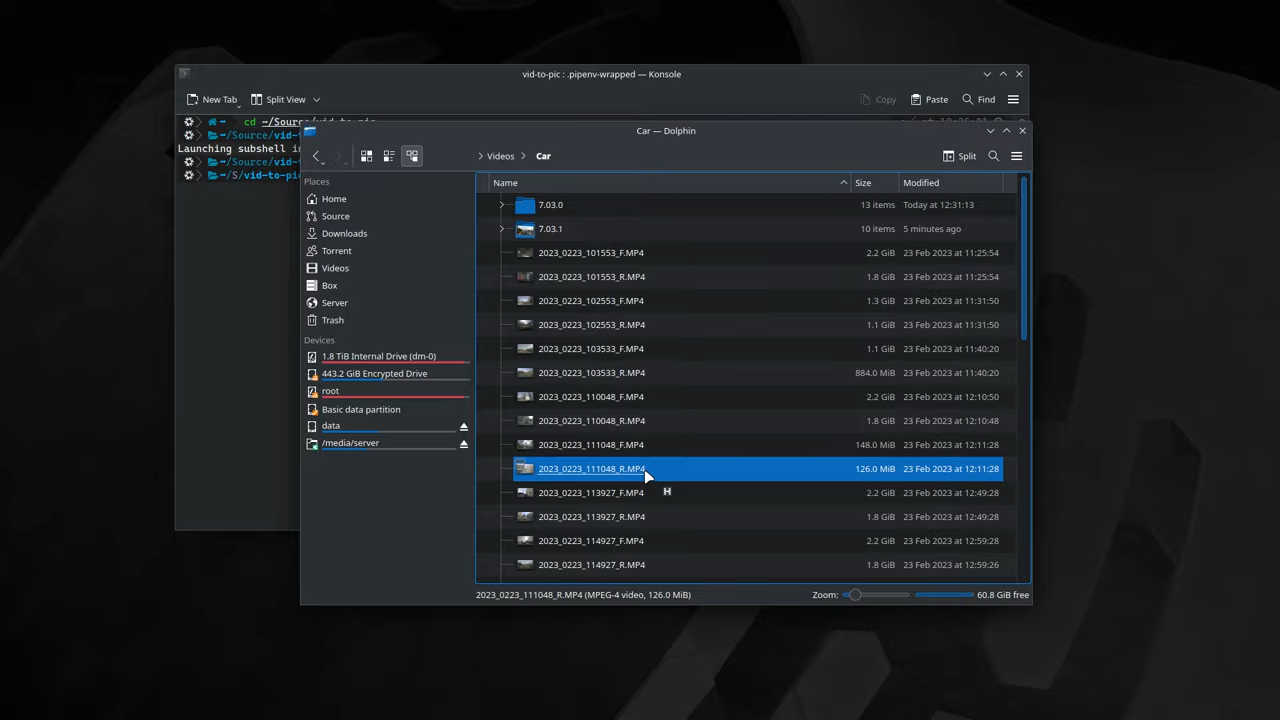 vid-to-pic : .pipenv-wrapped — Konsole
New Tab Split View Copy Paste Find
~ cd ~/Source/vid-to-pic
~/Source/vid-t
Launching subshell in
~/Source/vid-t
~/S/vid-to-pic
Car — Dolphin
Videos Car Split
Places
Home
Source
Downloads
Torrent
Videos
Box
Server
Trash
Devices
1.8 TiB Internal Drive (dm-0)
443.2 GiB Encrypted Drive
root
Basic data partition
data
/media/server
Name Size Modified
7.03.0 13 items Today at 12:31:13
7.03.1 10 items 5 minutes ago
2023_0223_101553_F.MP4 2.2 GiB 23 Feb 2023 at 11:25:54
2023_0223_101553_R.MP4 1.8 GiB 23 Feb 2023 at 11:25:54
2023_0223_102553_F.MP4 1.3 GiB 23 Feb 2023 at 11:31:50
2023_0223_102553_R.MP4 1.1 GiB 23 Feb 2023 at 11:31:50
2023_0223_103533_F.MP4 1.1 GiB 23 Feb 2023 at 11:40:20
2023_0223_103533_R.MP4 884.0 MiB 23 Feb 2023 at 11:40:20
2023_0223_110048_F.MP4 2.2 GiB 23 Feb 2023 at 12:10:50
2023_0223_110048_R.MP4 1.8 GiB 23 Feb 2023 at 12:10:48
2023_0223_111048_F.MP4 148.0 MiB 23 Feb 2023 at 12:11:28
2023_0223_111048_R.MP4 126.0 MiB 23 Feb 2023 at 12:11:28
2023_0223_113927_F.MP4 2.2 GiB 23 Feb 2023 at 12:49:28
2023_0223_113927_R.MP4 1.8 GiB 23 Feb 2023 at 12:49:28
2023_0223_114927_F.MP4 2.2 GiB 23 Feb 2023 at 12:59:28
2023_0223_114927_R.MP4 1.8 GiB 23 Feb 2023 at 12:59:26
H
2023_0223_111048_R.MP4 (MPEG-4 video, 126.0 MiB) Zoom: 60.8 GiB free